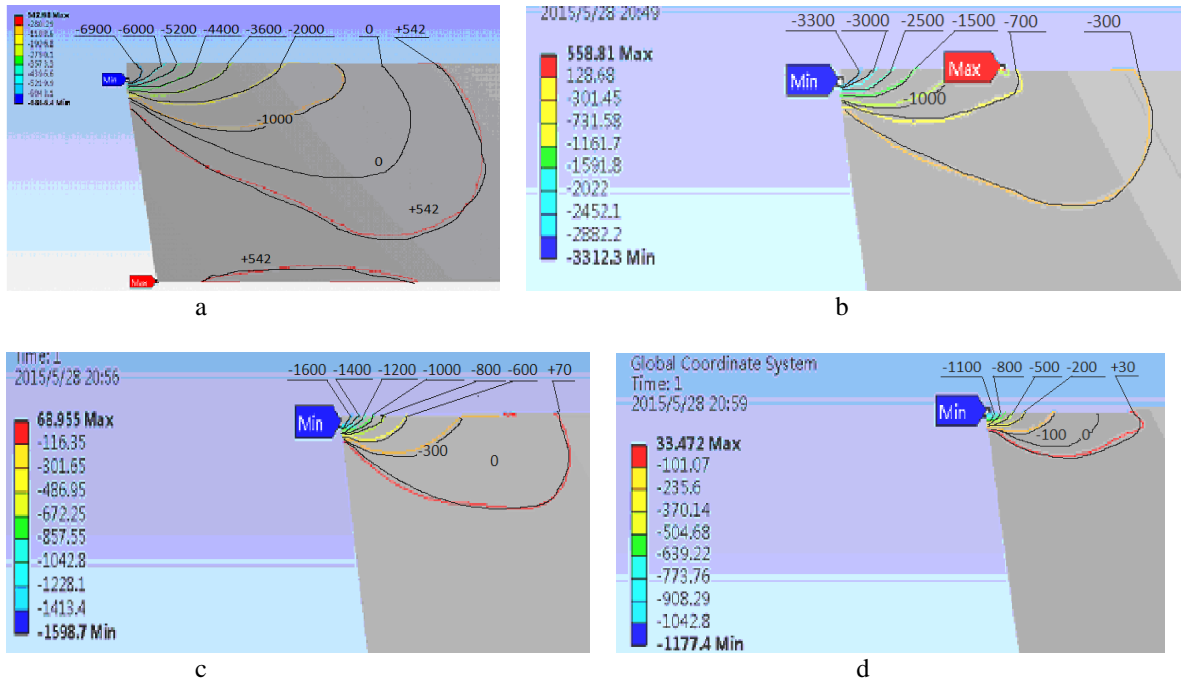 542.68 Max
-6900 -6000 -5200 -4400 -3600 -2000 0 +542
Min
-1000
0
+542
+542
Max
a
2015/5/28 20:49
-3300 -3000 -2500 -1500 -700 -300
558.81 Max
128.68
-301.45
-731.58
-1161.7
-1591.8
-2022
-2452.1
-2882.2
-3312.3 Min
Min
Max
-1000
b
Time: 1
2015/5/28 20:56
-1600 -1400 -1200 -1000 -800 -600 +70
68.955 Max
-116.35
-301.65
-486.95
-672.25
-857.55
-1042.8
-1228.1
-1413.4
-1598.7 Min
Min
-300
0
c
Global Coordinate System
Time: 1
2015/5/28 20:59
-1100 -800 -500 -200 +30
33.472 Max
-101.07
-235.6
-370.14
-504.68
-639.22
-773.76
-908.29
-1042.8
-1177.4 Min
Min
-100 0
d